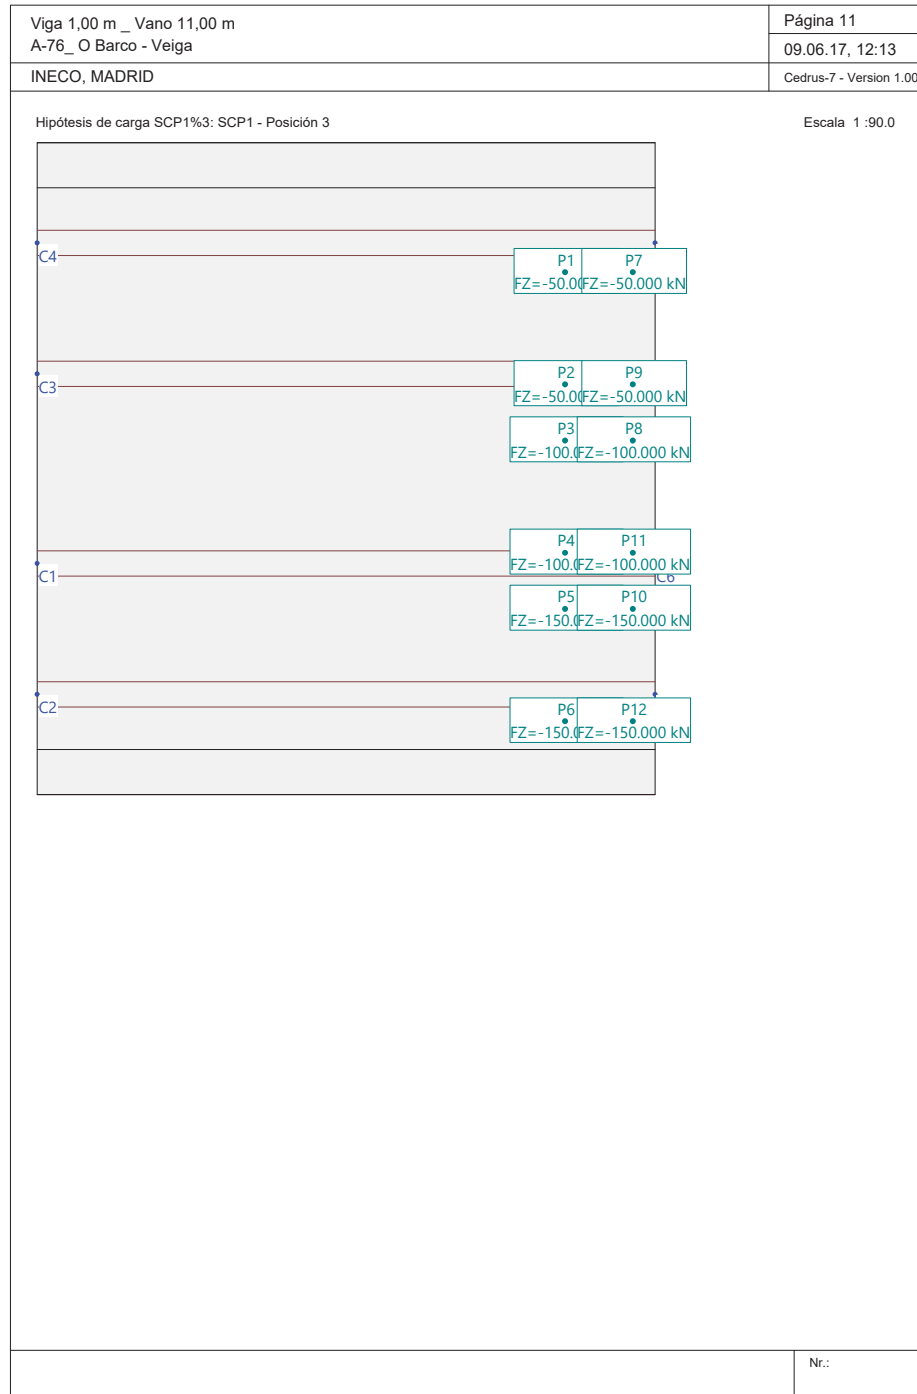 Viga 1,00 m _ Vano 11,00 m
A-76_ O Barco - Veiga
Página 11
09.06.17, 12:13
INECO, MADRID
Cedrus-7 - Version 1.00
Hipótesis de carga SCP1%3: SCP1 - Posición 3
Escala 1 :90.0
C4
P1 P7
FZ=-50.00 FZ=-50.000 kN
C3
P2 P9
FZ=-50.00 FZ=-50.000 kN
P3 P8
FZ=-100.0 FZ=-100.000 kN
P4 P11
FZ=-100.0 FZ=-100.000 kN
C1
C6
P5 P10
FZ=-150.0 FZ=-150.000 kN
C2
P6 P12
FZ=-150.0 FZ=-150.000 kN
Nr.: